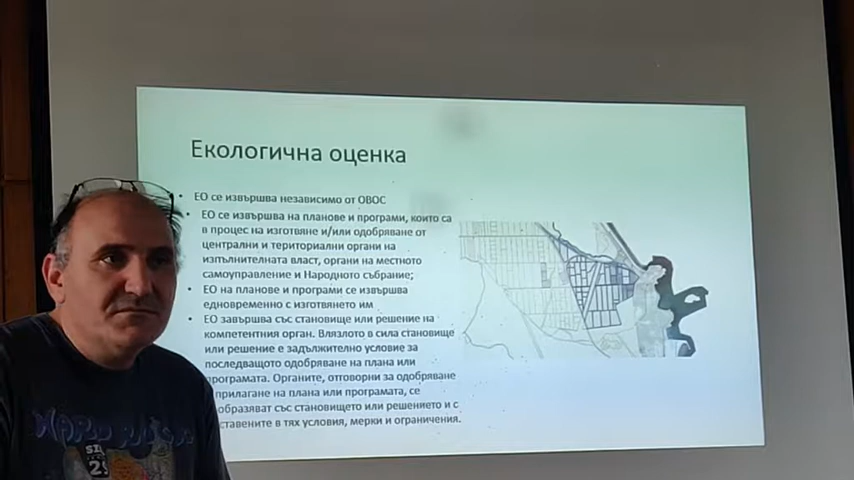 Екологична оценка
• ЕО се извършва независимо от ОВОС
• ЕО се извършва на планове и програми, които са
в процес на изготвяне и/или одобряване от
централни и териториални органи на
изпълнителната власт, органи на местното
самоуправление и Народното събрание;
• ЕО на планове и програми се извършва
едновременно с изготвянето им
• ЕО завършва със становище или решение на
компетентния орган. Влязлото в сила становище
или решение е задължително условие за
последващото одобряване на плана или
програмата. Органите, отговорни за одобряване
прилагане на плана или програмата, се
образяват със становището или решението и с
ставените в тях условия, мерки и ограничения.